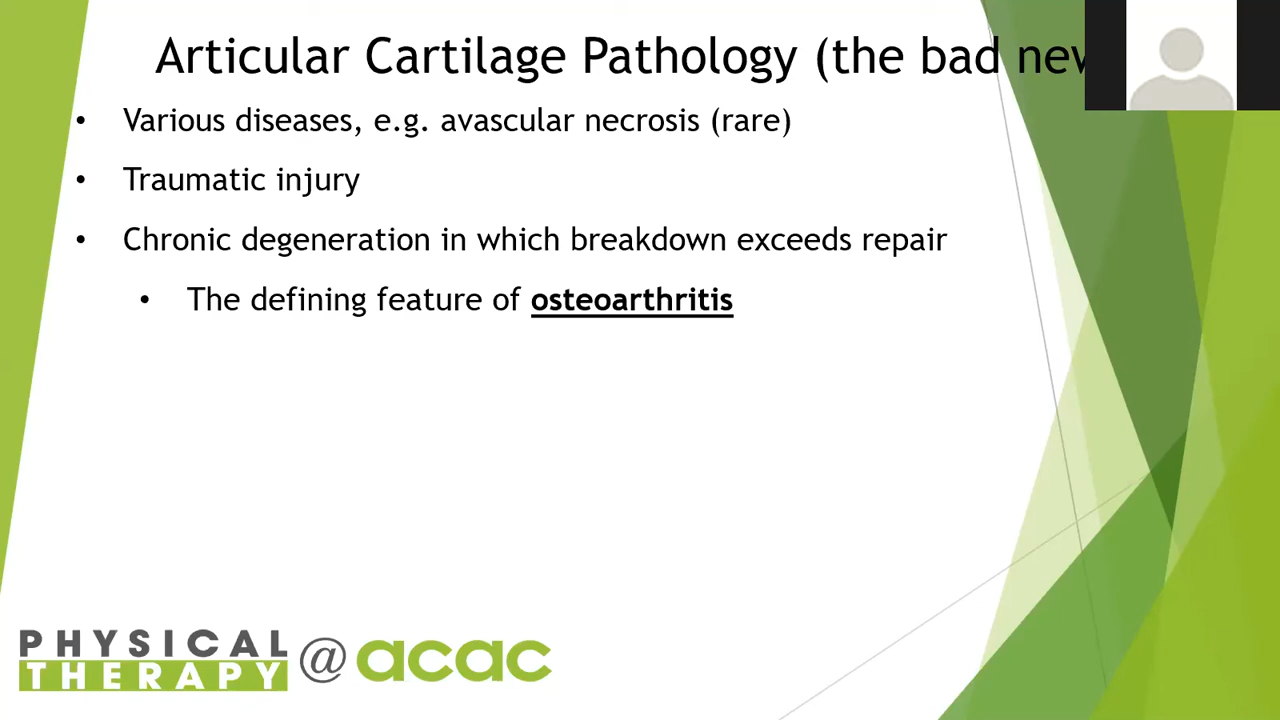 Articular Cartilage Pathology (the bad
• Various diseases, e.g. avascular necrosis (rare)
• Traumatic injury
• Chronic degeneration in which breakdown exceeds repair
• The defining feature of osteoarthritis
PHYSICAL
THERAPY @ acac